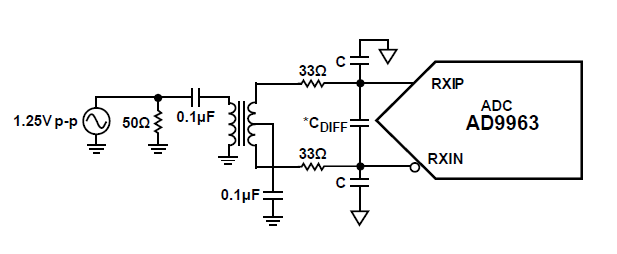 C
33Ω
RXIP
ADC
AD9963
1.25V p-p
50Ω
0.1µF
*CDIFF
33Ω
RXIN
C
0.1µF